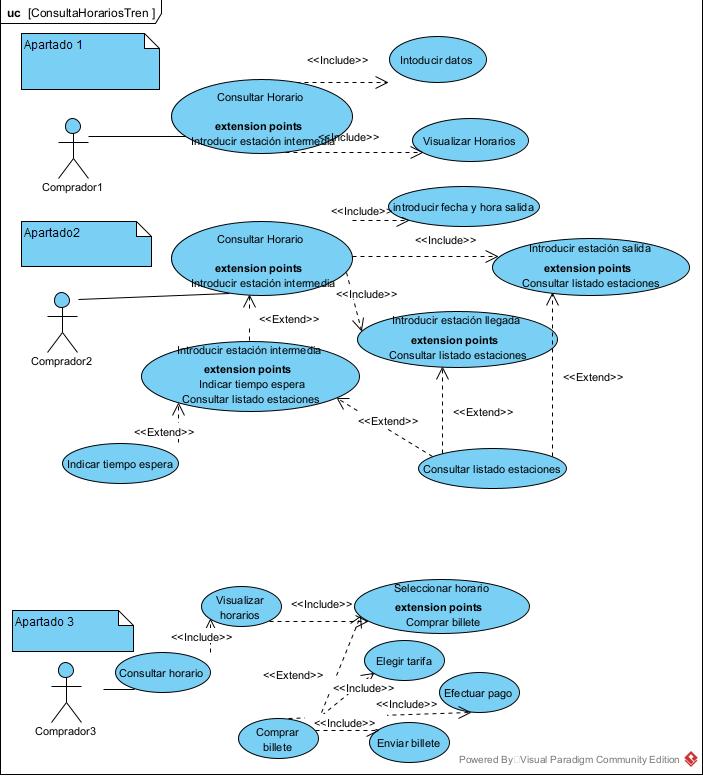 uc [ConsultaHorariosTren ]
Apartado 1
<<Include>>
Intoducir datos
Consultar Horario
extension points
Introducir estación intermedia
<<Include>>
Visualizar Horarios
Comprador1
Apartado2
<<Include>>
introducir fecha y hora salida
Consultar Horario
extension points
Introducir estación intermedia
<<Include>>
Introducir estación salida
extension points
Consultar listado estaciones
<<Include>>
Comprador2
<<Extend>>
Introducir estación llegada
extension points
Consultar listado estaciones
Introducir estación intermedia
extension points
Indicar tiempo espera
Consultar listado estaciones
<<Extend>>
<<Extend>>
<<Extend>>
<<Extend>>
Indicar tiempo espera
Consultar listado estaciones
Apartado 3
Visualizar
horarios
<<Include>>
Seleccionar horario
extension points
Comprar billete
<<Include>>
Consultar horario
Comprador3
<<Extend>>
Elegir tarifa
<<Include>>
Efectuar pago
<<Include>>
<<Include>>
Comprar
billete
Enviar billete
Powered By Visual Paradigm Community Edition